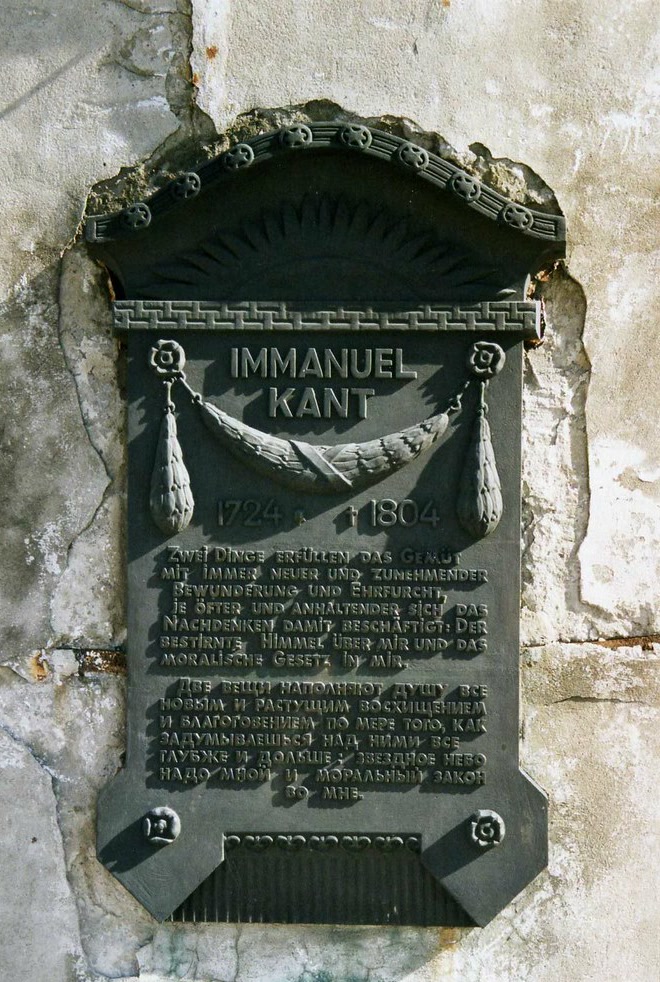 IMMANUEL
KANT
1724 † 1804
Zwei Dinge erfüllen das Gemüt
mit immer neuer und zunehmender
Bewunderung und Ehrfurcht,
je öfter und anhaltender sich das
Nachdenken damit beschäftigt: Der
bestirnte Himmel über mir und das
moralische Gesetz in mir.
Две вещи наполняют душу все
новым и растущим восхищением
и благоговением по мере того, как
задумываешься над ними все
глубже и дольше: звездное небо
надо мной и моральный закон
во мне.